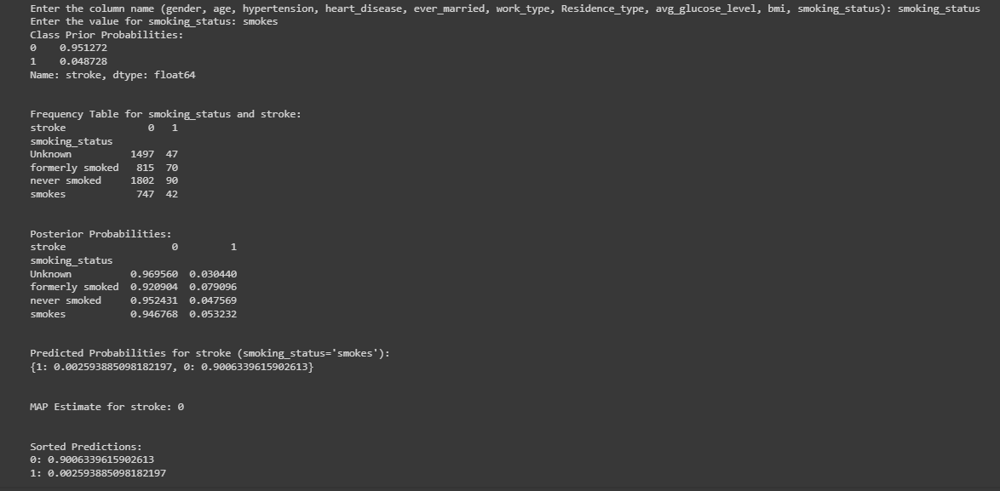 Enter the column name (gender, age, hypertension, heart_disease, ever_married, work_type, Residence_type, avg_glucose_level, bmi, smoking_status): smoking_status
Enter the value for smoking_status: smokes
Class Prior Probabilities:
0    0.951272
1    0.048728
Name: stroke, dtype: float64
Frequency Table for smoking_status and stroke:
stroke              0   1
smoking_status
Unknown          1497  47
formerly smoked   815  70
never smoked     1802  90
smokes            747  42
Posterior Probabilities:
stroke                  0         1
smoking_status
Unknown          0.969560  0.030440
formerly smoked  0.920904  0.079096
never smoked     0.952431  0.047569
smokes           0.946768  0.053232
Predicted Probabilities for stroke (smoking_status='smokes'):
{1: 0.002593885098182197, 0: 0.9006339615902613}
MAP Estimate for stroke: 0
Sorted Predictions:
0: 0.9006339615902613
1: 0.002593885098182197